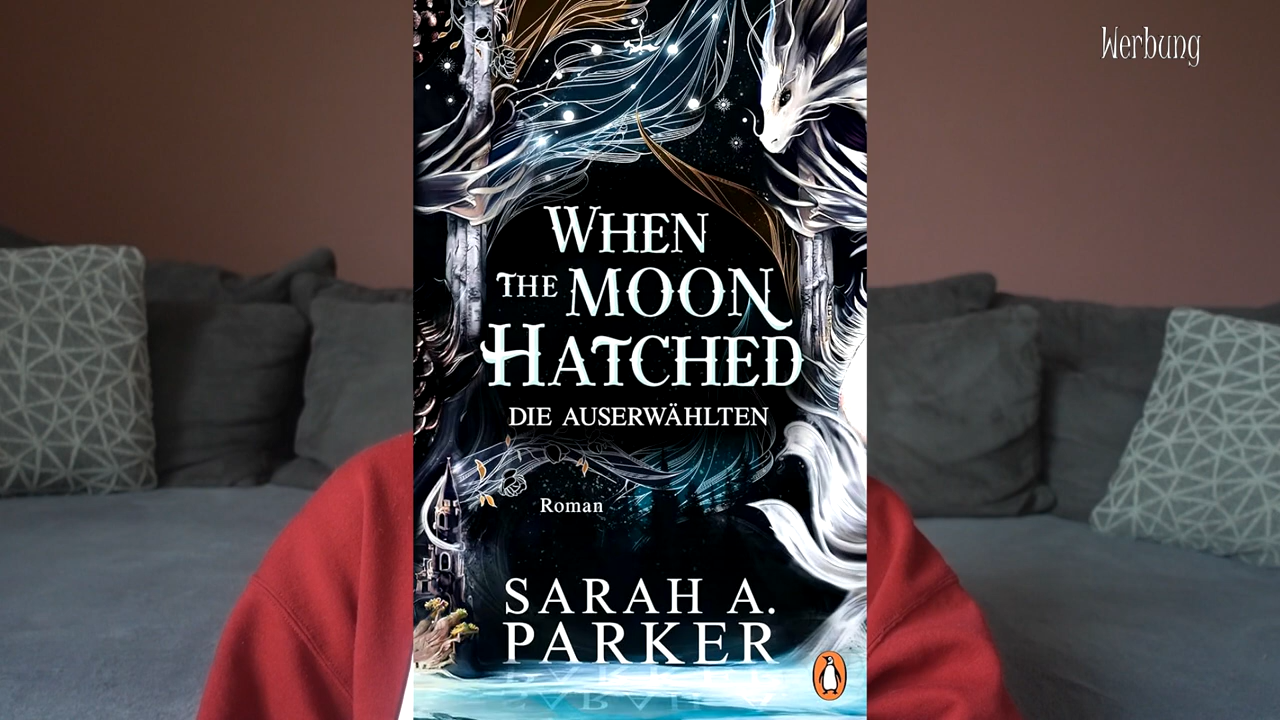 Werbung
WHEN
THE MOON
HATCHED
DIE AUSERWÄHLTEN
Roman
SARAH A.
PARKER